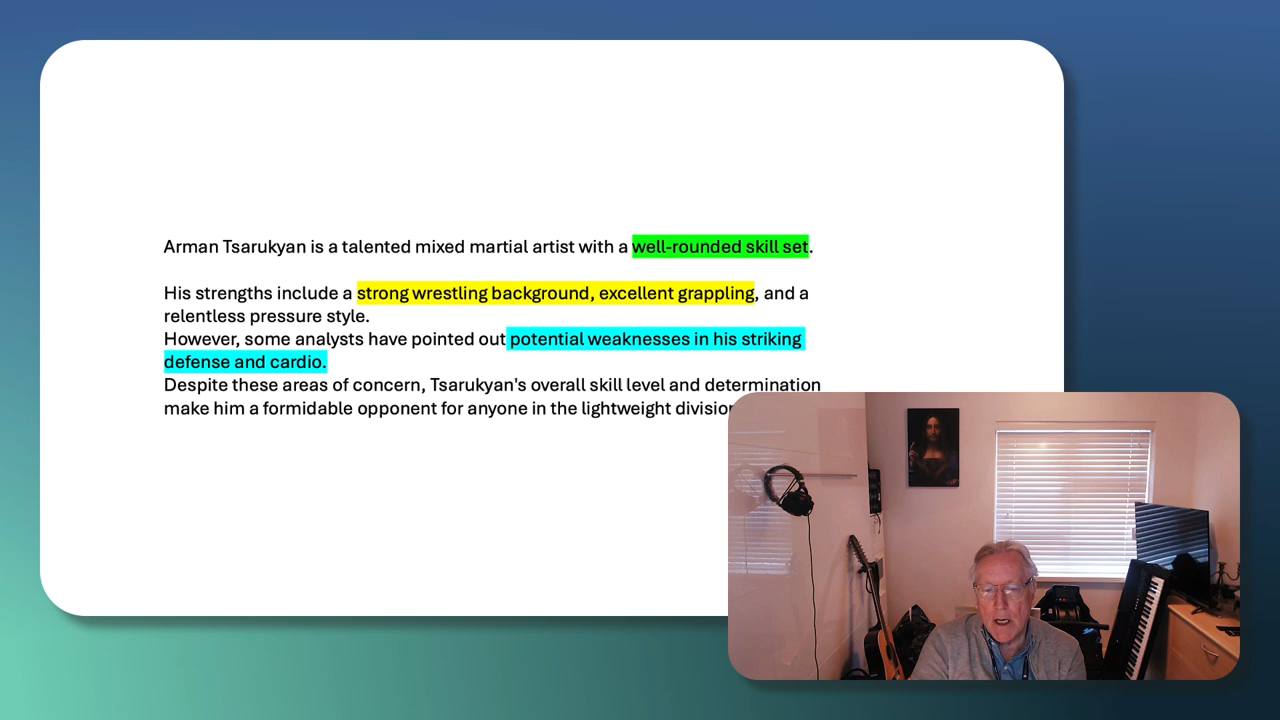 Arman Tsarukyan is a talented mixed martial artist with a well-rounded skill set.
His strengths include a strong wrestling background, excellent grappling, and a
relentless pressure style.
However, some analysts have pointed out potential weaknesses in his striking
defense and cardio.
Despite these areas of concern, Tsarukyan's overall skill level and determination
make him a formidable opponent for anyone in the lightweight